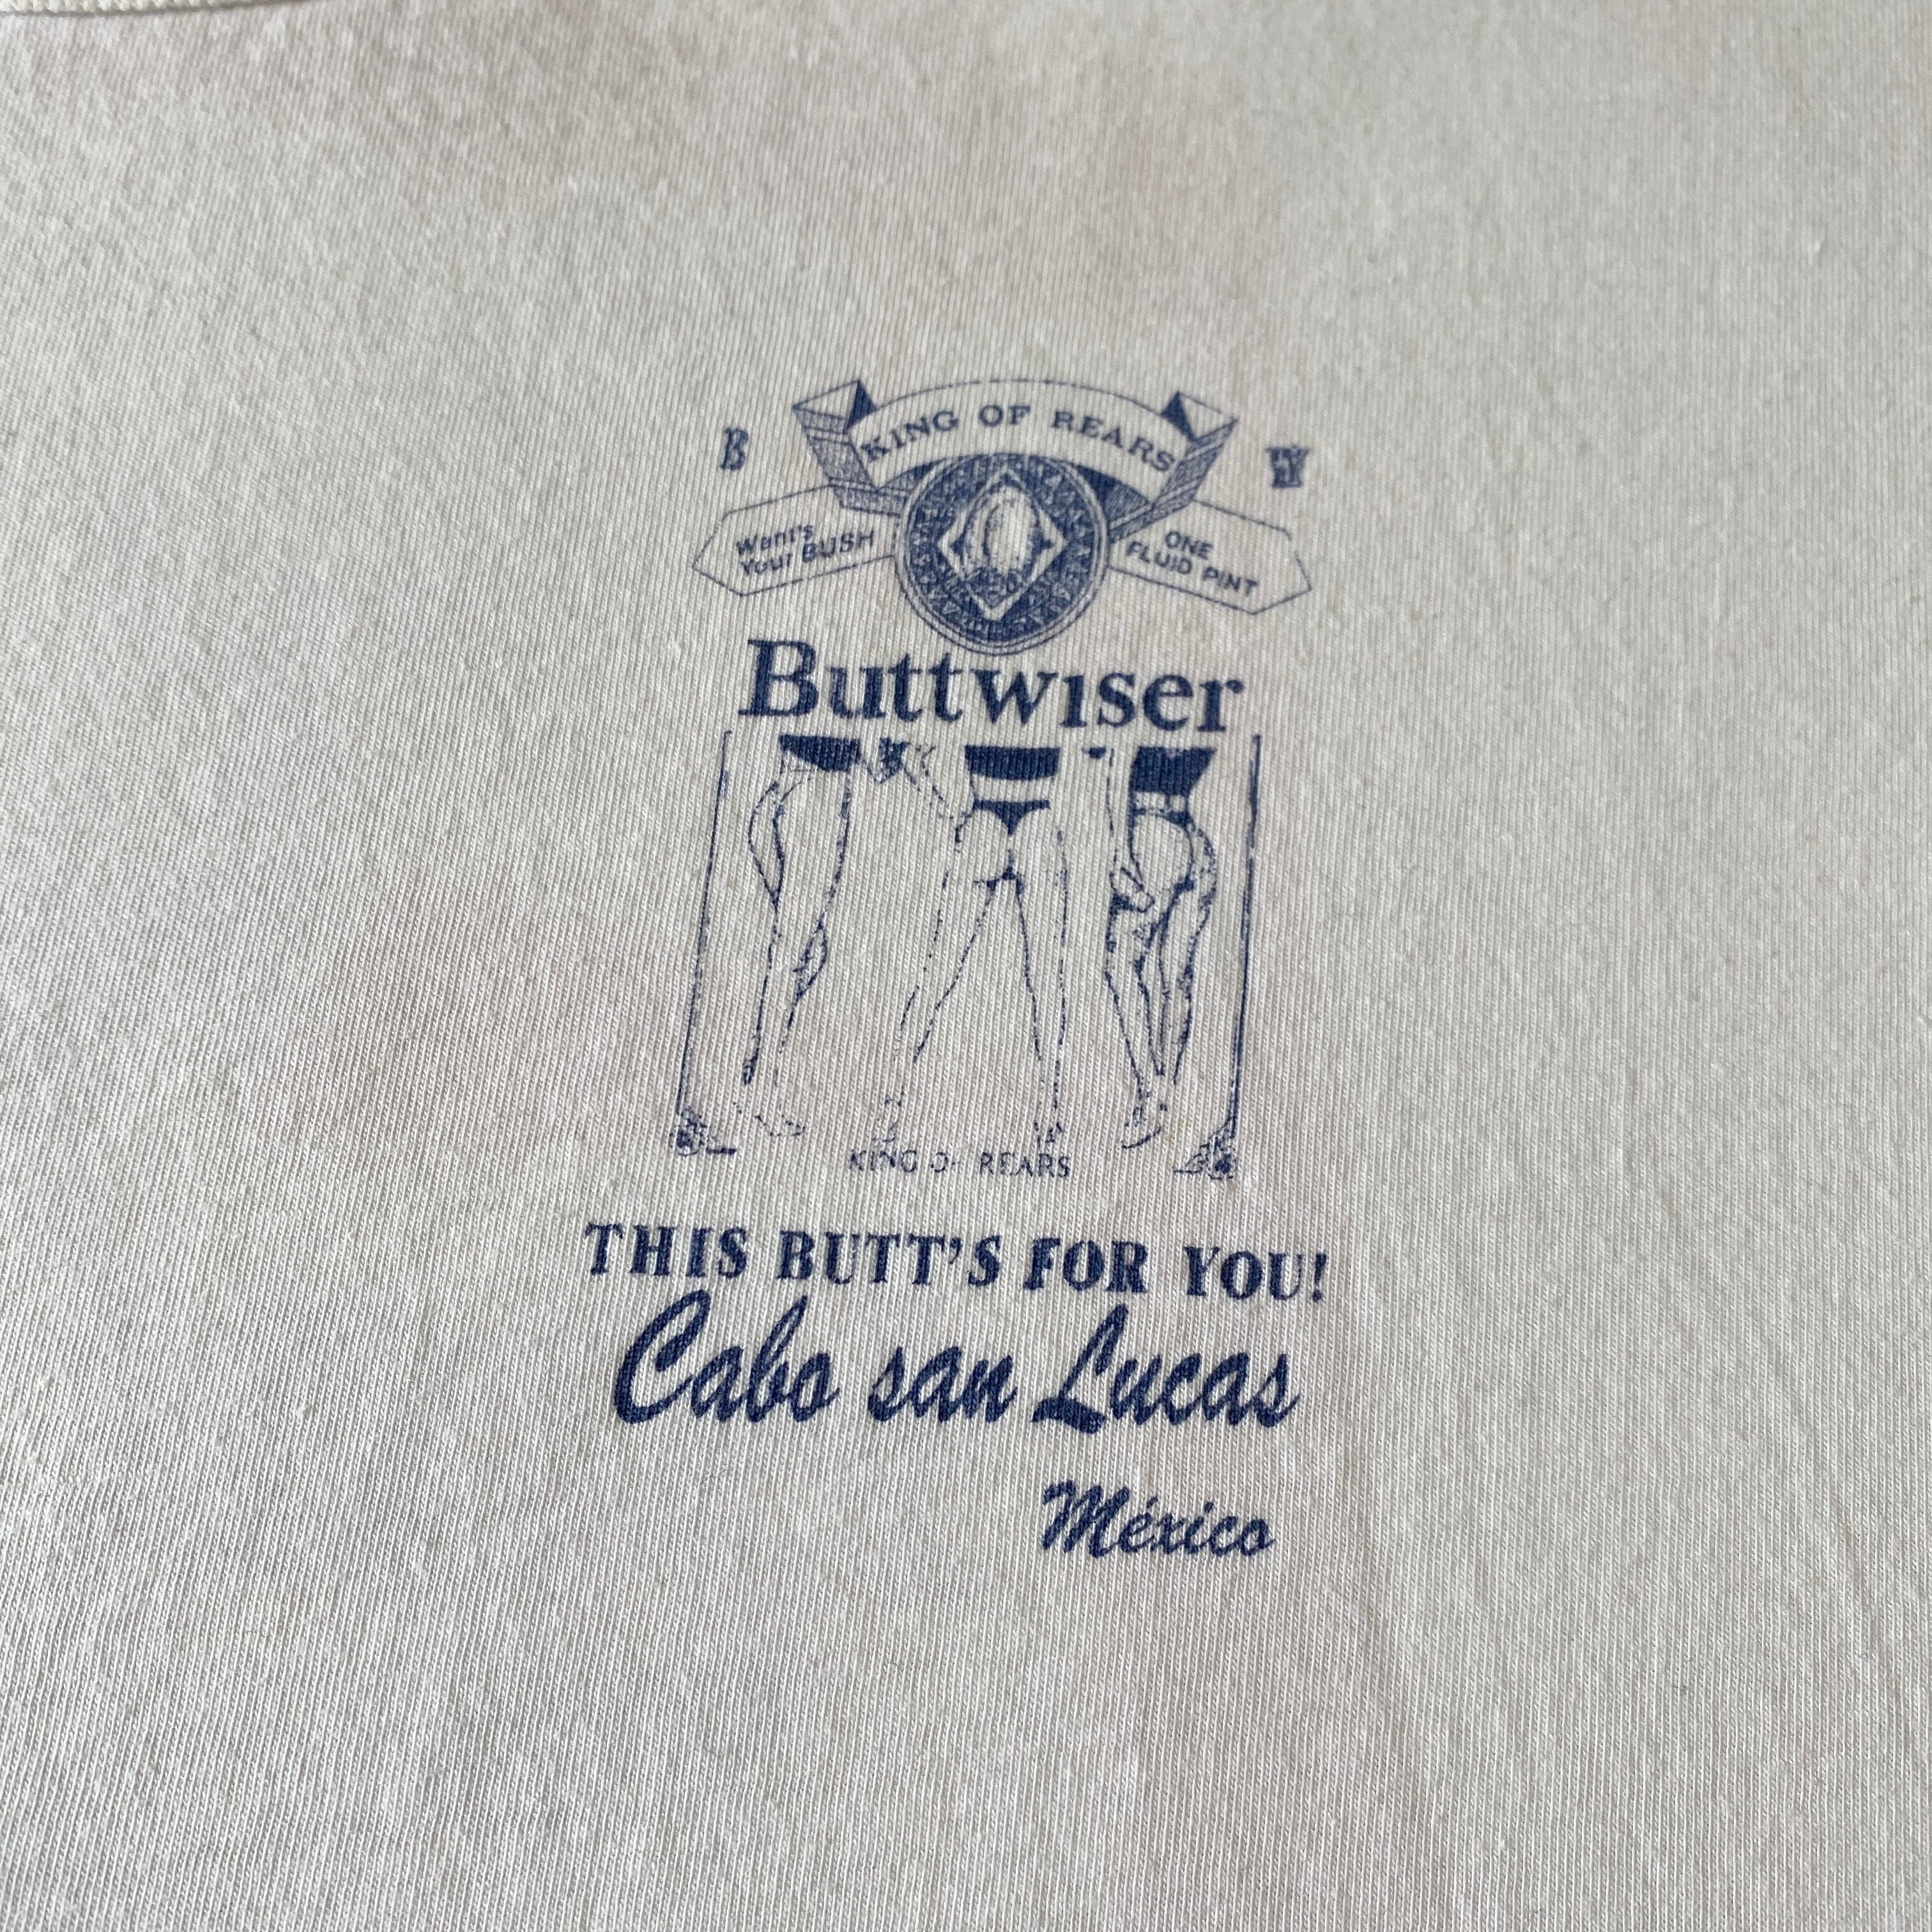 KING OF REARS
B W
Want's
Your BUSH
ONE
FLUID PINT
Buttwiser
KING OF REARS
THIS BUTT'S FOR YOU!
Cabo san Lucas
México